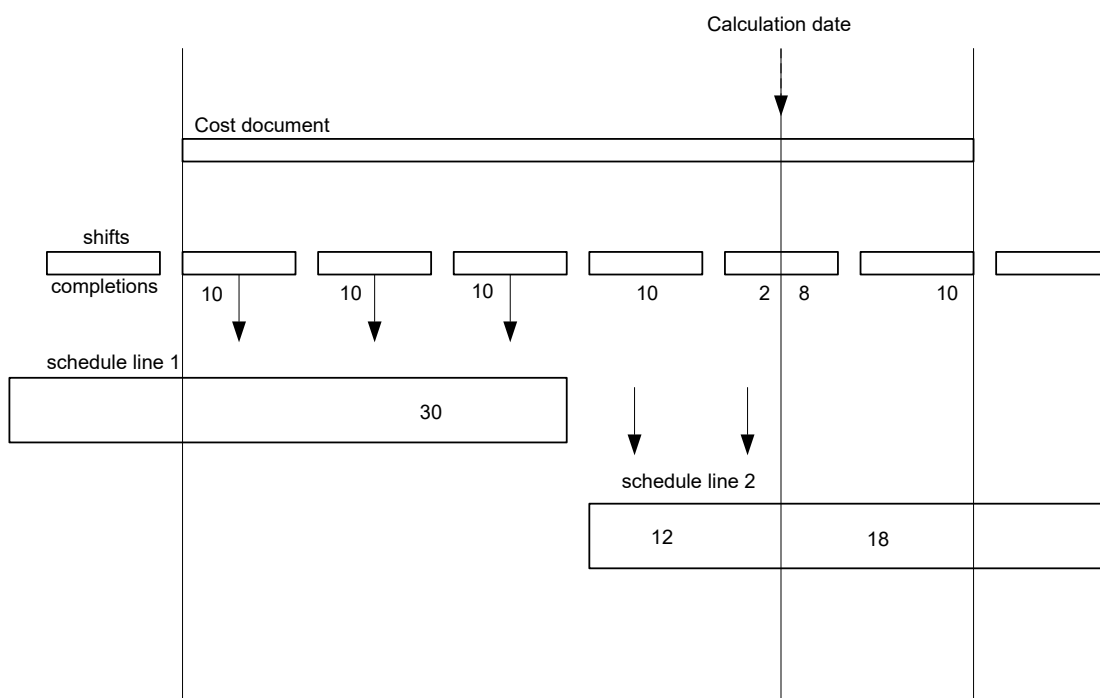 Calculation date
Cost document
shifts
completions
10
10
10
10
2
8
10
schedule line 1
30
schedule line 2
12
18